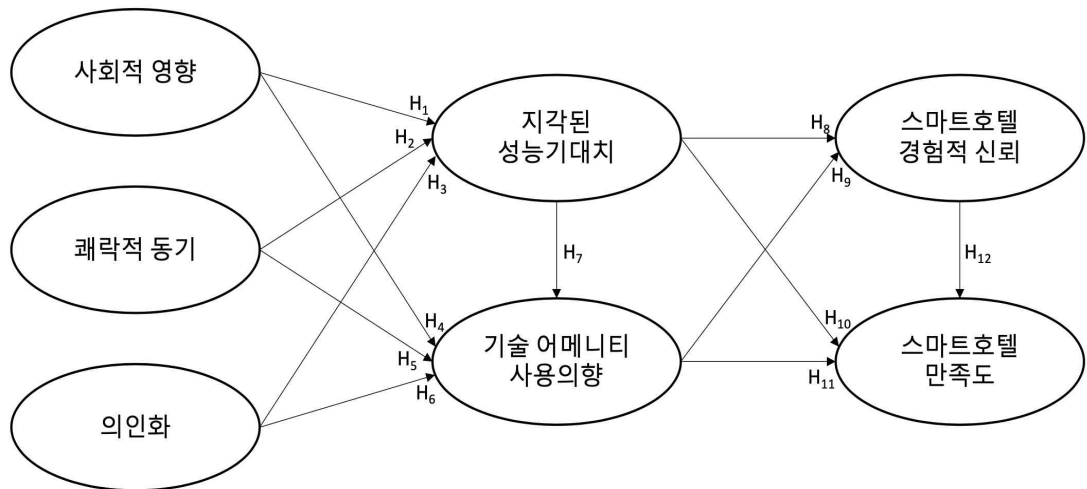 사회적 영향
쾌락적 동기
의인화
H₁
H₂
H₃
H₄
H₅
H₆
지각된
성능기대치
H₇
기술 어메니티
사용의향
H₈
H₉
H₁₀
H₁₁
스마트호텔
경험적 신뢰
H₁₂
스마트호텔
만족도